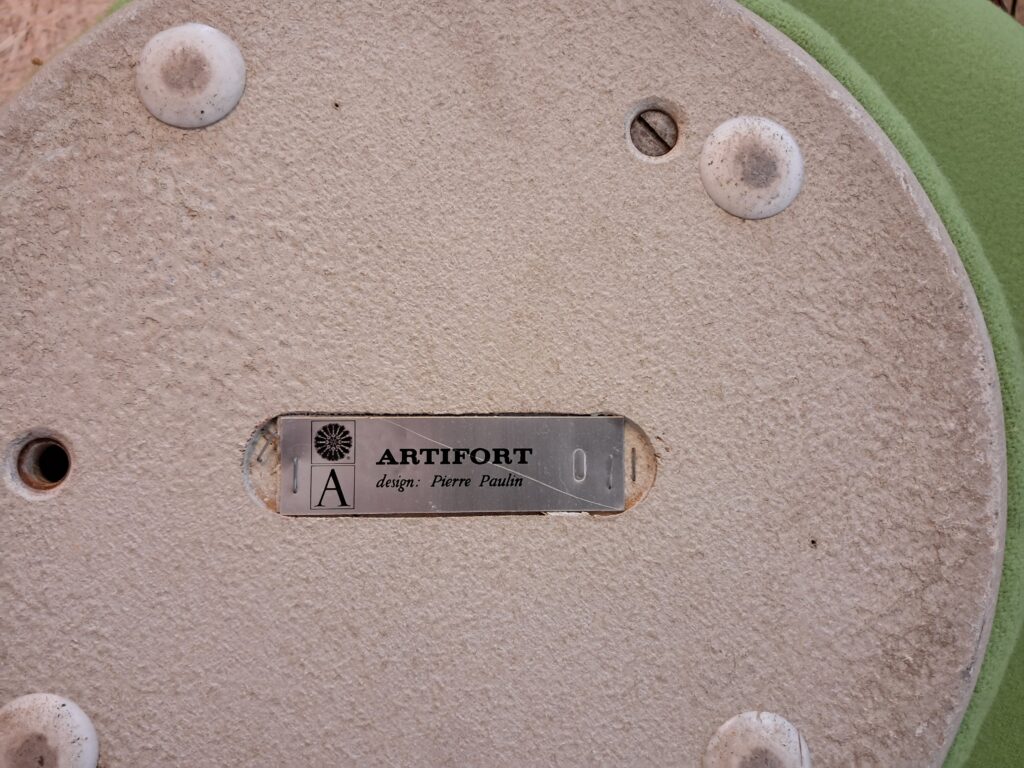 A
ARTIFORT
design: Pierre Paulin